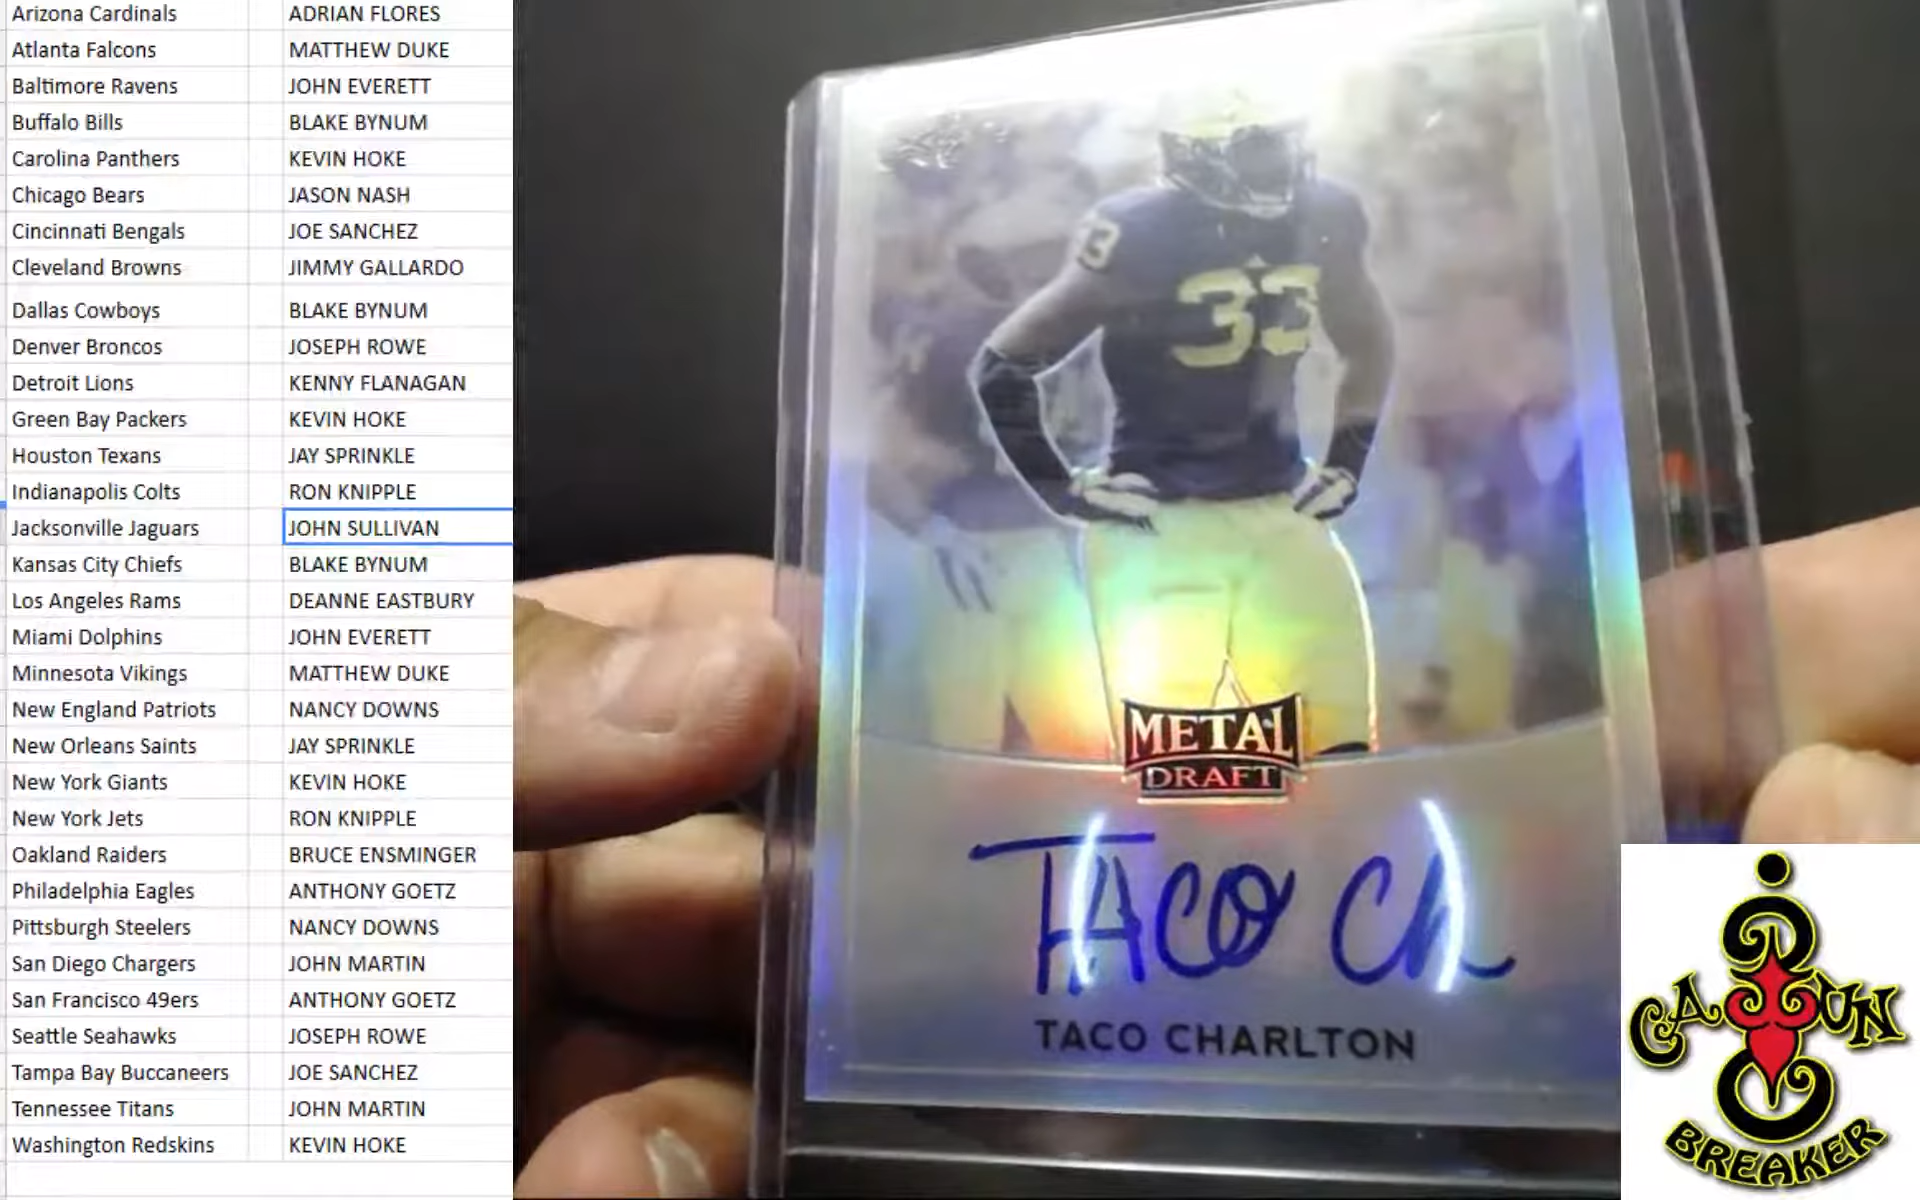 Arizona Cardinals ADRIAN FLORES
Atlanta Falcons MATTHEW DUKE
Baltimore Ravens JOHN EVERETT
Buffalo Bills BLAKE BYNUM
Carolina Panthers KEVIN HOKE
Chicago Bears JASON NASH
Cincinnati Bengals JOE SANCHEZ
Cleveland Browns JIMMY GALLARDO
Dallas Cowboys BLAKE BYNUM
Denver Broncos JOSEPH ROWE
Detroit Lions KENNY FLANAGAN
Green Bay Packers KEVIN HOKE
Houston Texans JAY SPRINKLE
Indianapolis Colts RON KNIPPLE
Jacksonville Jaguars JOHN SULLIVAN
Kansas City Chiefs BLAKE BYNUM
Los Angeles Rams DEANNE EASTBURY
Miami Dolphins JOHN EVERETT
Minnesota Vikings MATTHEW DUKE
New England Patriots NANCY DOWNS
New Orleans Saints JAY SPRINKLE
New York Giants KEVIN HOKE
New York Jets RON KNIPPLE
Oakland Raiders BRUCE ENSMINGER
Philadelphia Eagles ANTHONY GOETZ
Pittsburgh Steelers NANCY DOWNS
San Diego Chargers JOHN MARTIN
San Francisco 49ers ANTHONY GOETZ
Seattle Seahawks JOSEPH ROWE
Tampa Bay Buccaneers JOE SANCHEZ
Tennessee Titans JOHN MARTIN
Washington Redskins KEVIN HOKE
33
33
METAL
DRAFT
TACO Ch
TACO CHARLTON
CAJUN
BREAKER